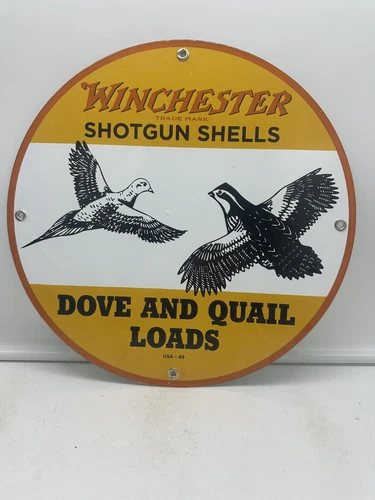 WINCHESTER
TRADE MARK
SHOTGUN SHELLS
DOVE AND QUAIL
LOADS
USA - 49